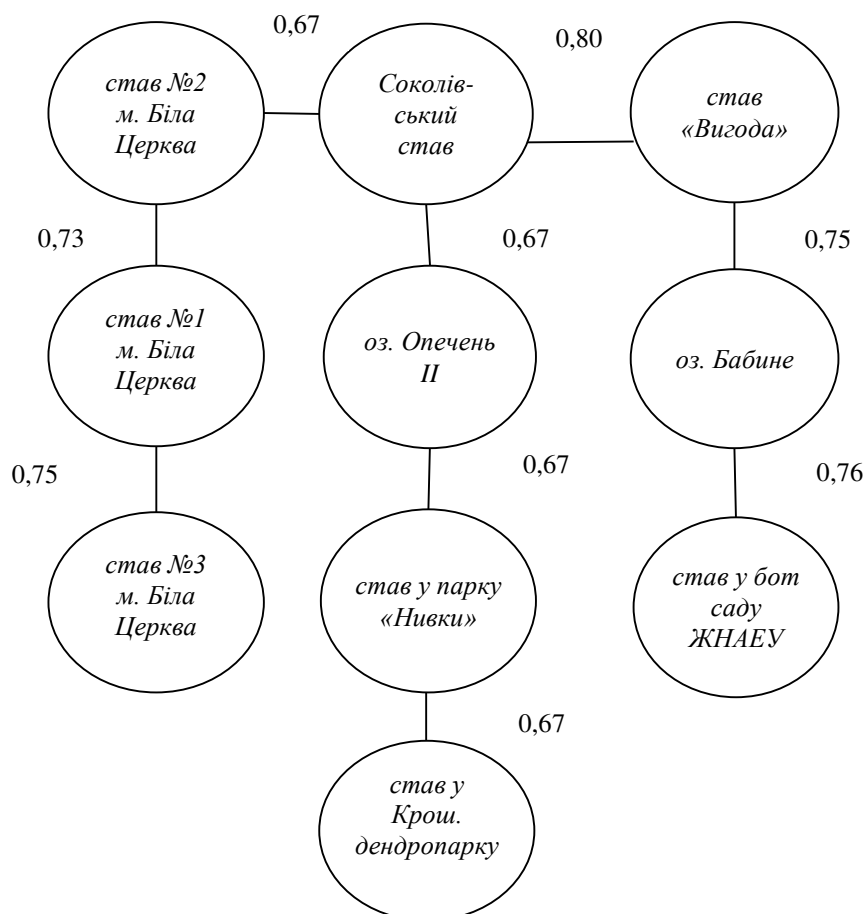 0,67
0,80
став №2
м. Біла
Церква
Соколів-
ський
став
став
«Вигода»
0,73
0,67
0,75
став №1
м. Біла
Церква
оз. Опечень
ІІ
оз. Бабине
0,75
0,67
0,76
став №3
м. Біла
Церква
став у парку
«Нивки»
став у бот
саду
ЖНАЕУ
0,67
став у
Крош.
дендропарку